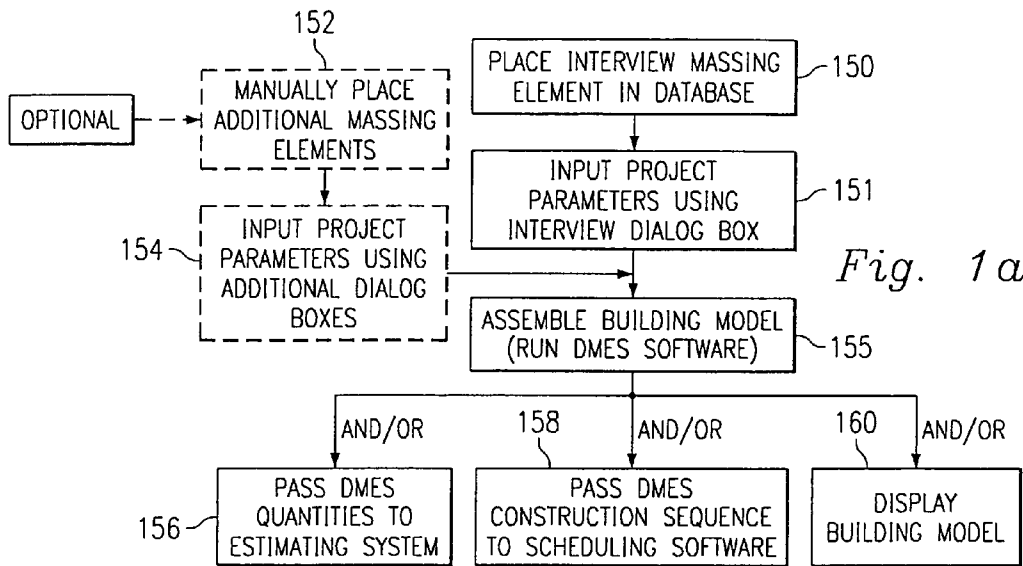 152
MANUALLY PLACE
ADDITIONAL MASSING
ELEMENTS
OPTIONAL
PLACE INTERVIEW MASSING
ELEMENT IN DATABASE
150
INPUT PROJECT
PARAMETERS USING
INTERVIEW DIALOG BOX
151
154
INPUT PROJECT
PARAMETERS USING
ADDITIONAL DIALOG
BOXES
Fig. 1a
ASSEMBLE BUILDING MODEL
(RUN DMES SOFTWARE)
155
AND/OR
158
AND/OR
160
AND/OR
156
PASS DMES
QUANTITIES TO
ESTIMATING SYSTEM
PASS DMES
CONSTRUCTION SEQUENCE
TO SCHEDULING SOFTWARE
DISPLAY
BUILDING MODEL